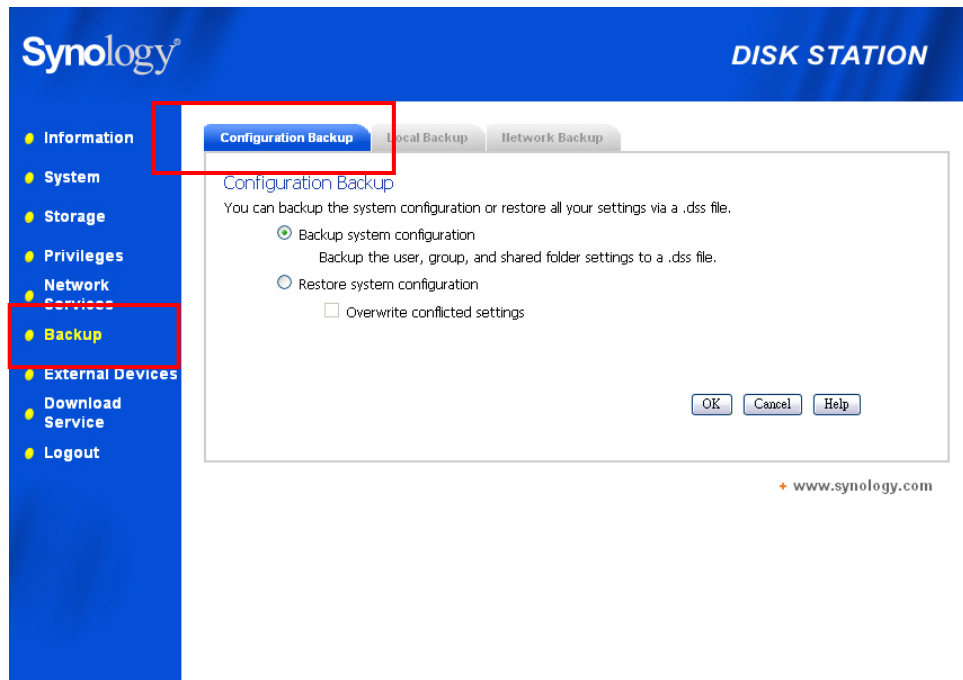 Synology®
DISK STATION
Information
System
Storage
Privileges
Network
Services
Backup
External Devices
Download
Service
Logout
Configuration Backup Local Backup Network Backup
Configuration Backup
You can backup the system configuration or restore all your settings via a .dss file.
Backup system configuration
Backup the user, group, and shared folder settings to a .dss file.
Restore system configuration
Overwrite conflicted settings
OK Cancel Help
+ www.synology.com